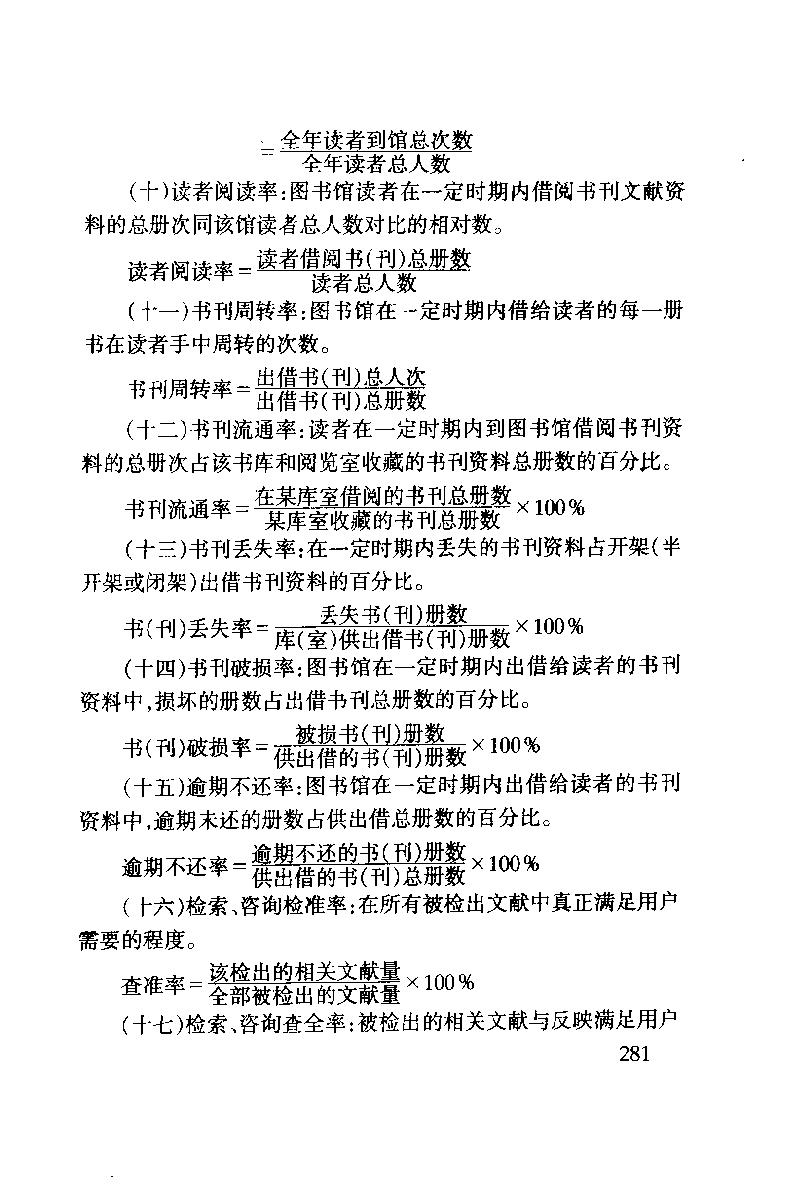 = 全年读者到馆总次数
全年读者总人数
(十)读者阅读率:图书馆读者在一定时期内借阅书刊文献资
料的总册次同该馆读者总人数对比的相对数。
读者阅读率= 读者借阅书(刊)总册数
读者总人数
(十一)书刊周转率:图书馆在一定时期内借给读者的每一册
书在读者手中周转的次数。
书刊周转率= 出借书(刊)总人次
出借书(刊)总册数
(十二)书刊流通率:读者在一定时期内到图书馆借阅书刊资
料的总册次占该书库和阅览室收藏的书刊资料总册数的百分比。
书刊流通率= 在某库室借阅的书刊总册数 ×100%
某库室收藏的书刊总册数
(十三)书刊丢失率:在一定时期内丢失的书刊资料占开架(半
开架或闭架)出借书刊资料的百分比。
书(刊)丢失率= 丢失书(刊)册数 ×100%
库(室)供出借书(刊)册数
(十四)书刊破损率:图书馆在一定时期内出借给读者的书刊
资料中,损坏的册数占出借书刊总册数的百分比。
书(刊)破损率= 被损书(刊)册数 ×100%
供出借的书(刊)册数
(十五)逾期不还率:图书馆在一定时期内出借给读者的书刊
资料中,逾期未还的册数占供出借总册数的百分比。
逾期不还率= 逾期不还的书(刊)册数 ×100%
供出借的书(刊)总册数
(十六)检索、咨询检准率:在所有被检出文献中真正满足用户
需要的程度。
查准率= 该检出的相关文献量 ×100%
全部被检出的文献量
(十七)检索、咨询查全率:被检出的相关文献与反映满足用户
281